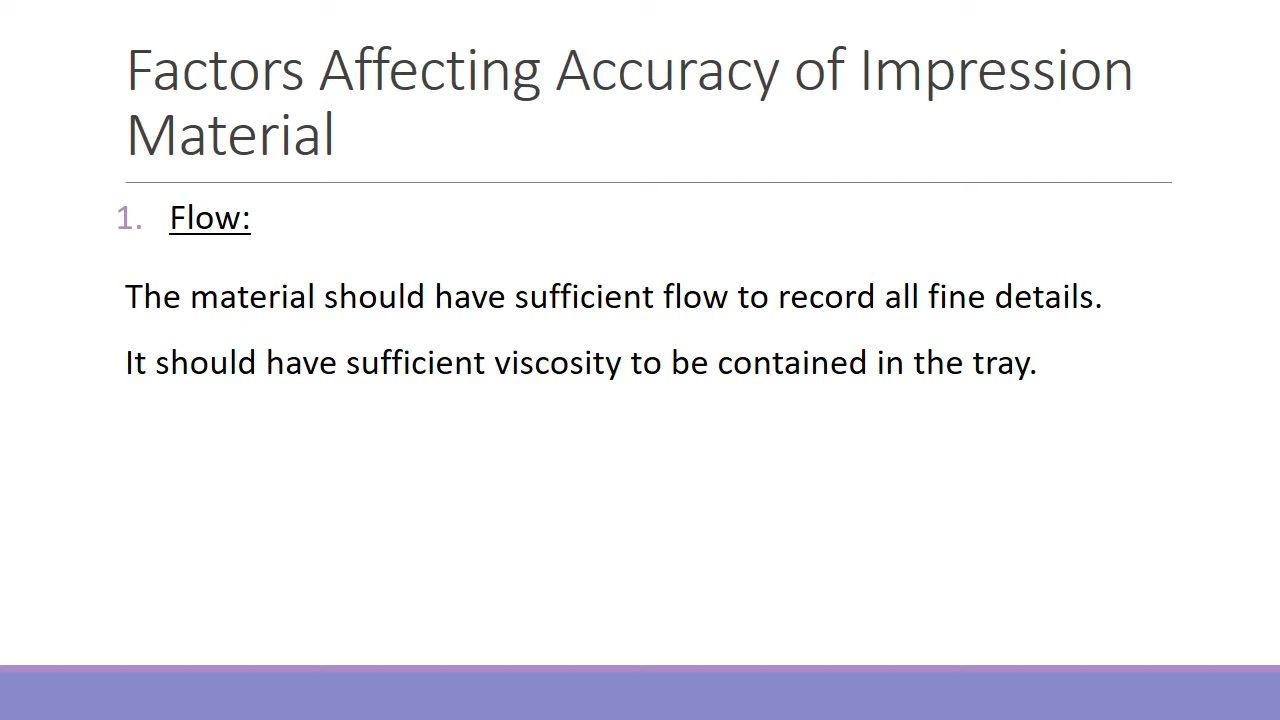 Factors Affecting Accuracy of Impression
Material
1. Flow:
The material should have sufficient flow to record all fine details.
It should have sufficient viscosity to be contained in the tray.